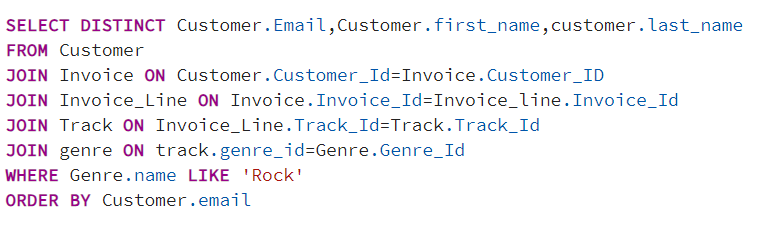 SELECT DISTINCT Customer.Email,Customer.first_name,customer.last_name
FROM Customer
JOIN Invoice ON Customer.Customer_Id=Invoice.Customer_ID
JOIN Invoice_Line ON Invoice.Invoice_Id=Invoice_line.Invoice_Id
JOIN Track ON Invoice_Line.Track_Id=Track.Track_Id
JOIN genre ON track.genre_id=Genre.Genre_Id
WHERE Genre.name LIKE 'Rock'
ORDER BY Customer.email